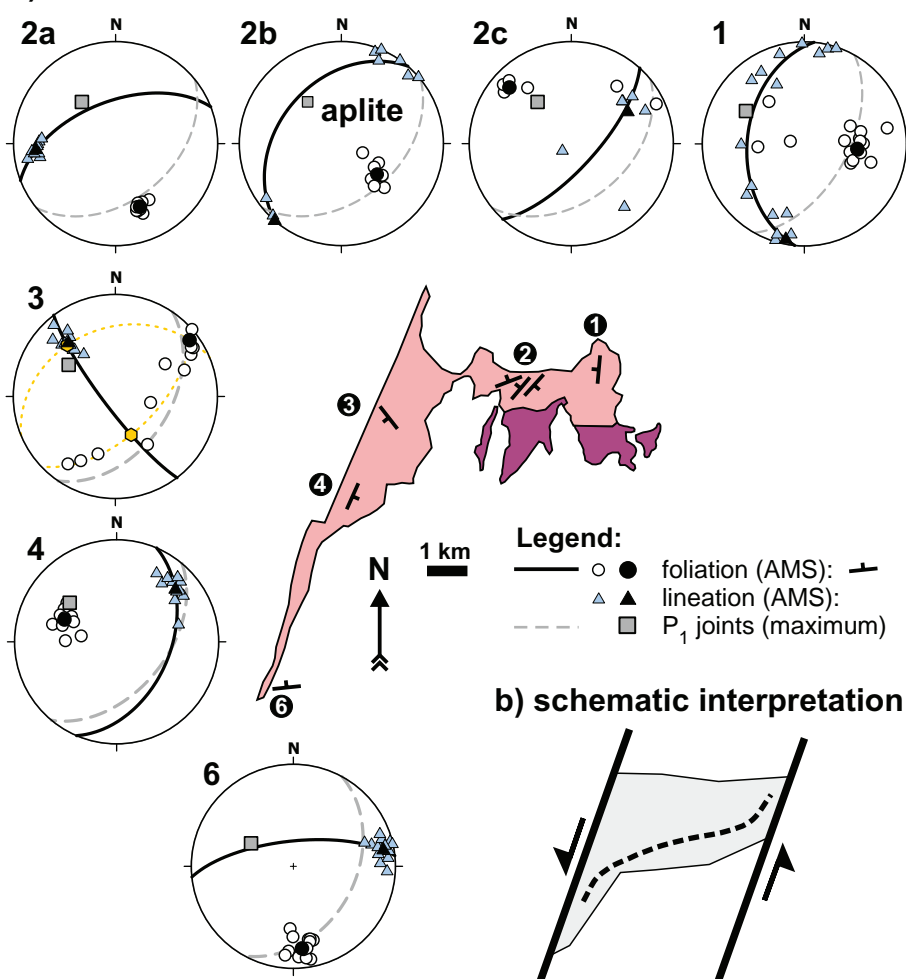 2a
N
2b
N
aplite
2c
N
1
N
3
N
4
N
6
N
1
2
3
4
6
N
1 km
Legend:
foliation (AMS):
lineation (AMS):
P1 joints (maximum)
b) schematic interpretation